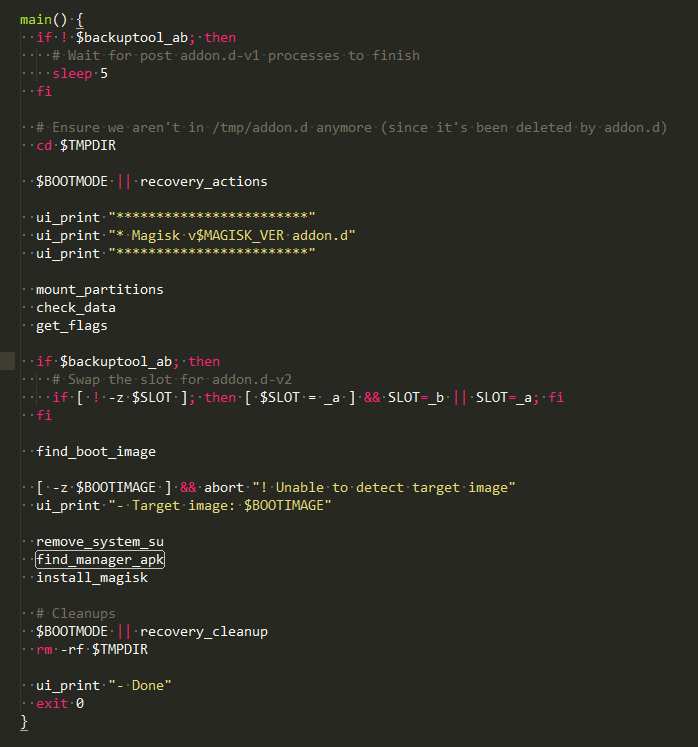 main() {
  if ! $backuptool_ab; then
    # Wait for post addon.d-v1 processes to finish
    sleep 5
  fi

  # Ensure we aren't in /tmp/addon.d anymore (since it's been deleted by addon.d)
  cd $TMPDIR

  $BOOTMODE || recovery_actions

  ui_print "************************"
  ui_print "* Magisk v$MAGISK_VER addon.d"
  ui_print "************************"

  mount_partitions
  check_data
  get_flags

  if $backuptool_ab; then
    # Swap the slot for addon.d-v2
    if [ ! -z $SLOT ]; then [ $SLOT = _a ] && SLOT=_b || SLOT=_a; fi
  fi

  find_boot_image

  [ -z $BOOTIMAGE ] && abort "! Unable to detect target image"
  ui_print "- Target image: $BOOTIMAGE"

  remove_system_su
  find_manager_apk
  install_magisk

  # Cleanups
  $BOOTMODE || recovery_cleanup
  rm -rf $TMPDIR

  ui_print "- Done"
  exit 0
}